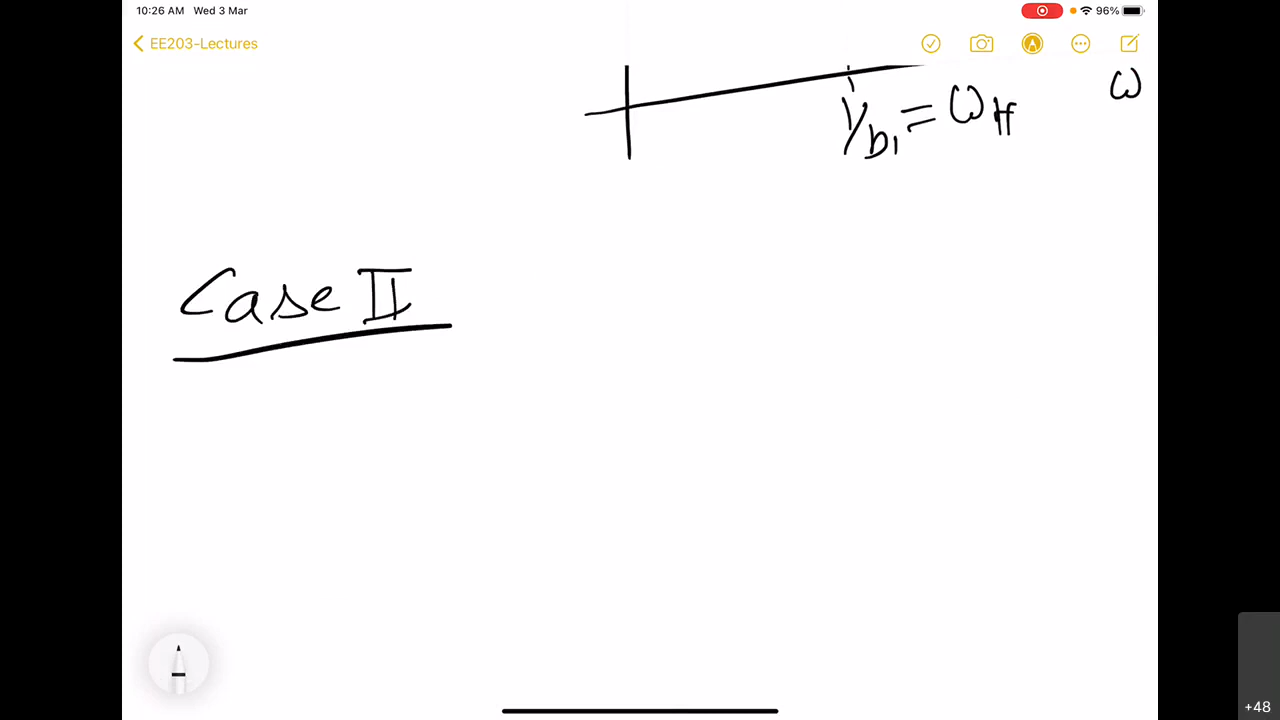 10:26 AM Wed 3 Mar
96%
EE203-Lectures
ω
1/b1 = ωH
Case II
+48